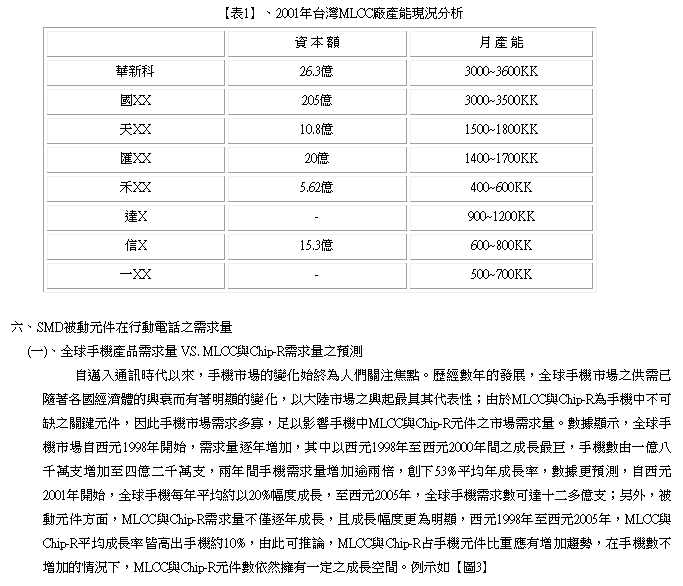 【表1】、2001年台灣MLCC廠產能現況分析
資本額 月產能
華新科 26.3億 3000~3600KK
國XX 205億 3000~3500KK
天XX 10.8億 1500~1800KK
匯XX 20億 1400~1700KK
禾XX 5.62億 400~600KK
達X - 900~1200KK
信X 15.3億 600~800KK
一XX - 500~700KK
六、SMD被動元件在行動電話之需求量
(一)、全球手機產品需求量 VS. MLCC與Chip-R需求量之預測
自邁入通訊時代以來，手機市場的變化始終為人們關注焦點。歷經數年的發展，全球手機市場之供需已
隨著各國經濟體的興衰而有著明顯的變化，以大陸市場之興起最具其代表性；由於MLCC與Chip-R為手機中不可
缺之關鍵元件，因此手機市場需求多寡，足以影響手機中MLCC與Chip-R元件之市場需求量。數據顯示，全球手
機市場自西元1998年開始，需求量逐年增加，其中以西元1998年至西元2000年間之成長最巨，手機數由一億八
千萬支增加至四億二千萬支，兩年間手機需求量增加逾兩倍，創下53%平均年成長率，數據更預測，自西元
2001年開始，全球手機每年平均約以20%幅度成長，至西元2005年，全球手機需求數可達十二多億支；另外，被
動元件方面，MLCC與Chip-R需求量不僅逐年成長，且成長幅度更為明顯，西元1998年至西元2005年，MLCC與
Chip-R平均成長率皆高出手機約10%，由此可推論，MLCC與Chip-R占手機元件比重應有增加趨勢，在手機數不
增加的情況下，MLCC與Chip-R元件數依然擁有一定之成長空間。例示如【圖3】